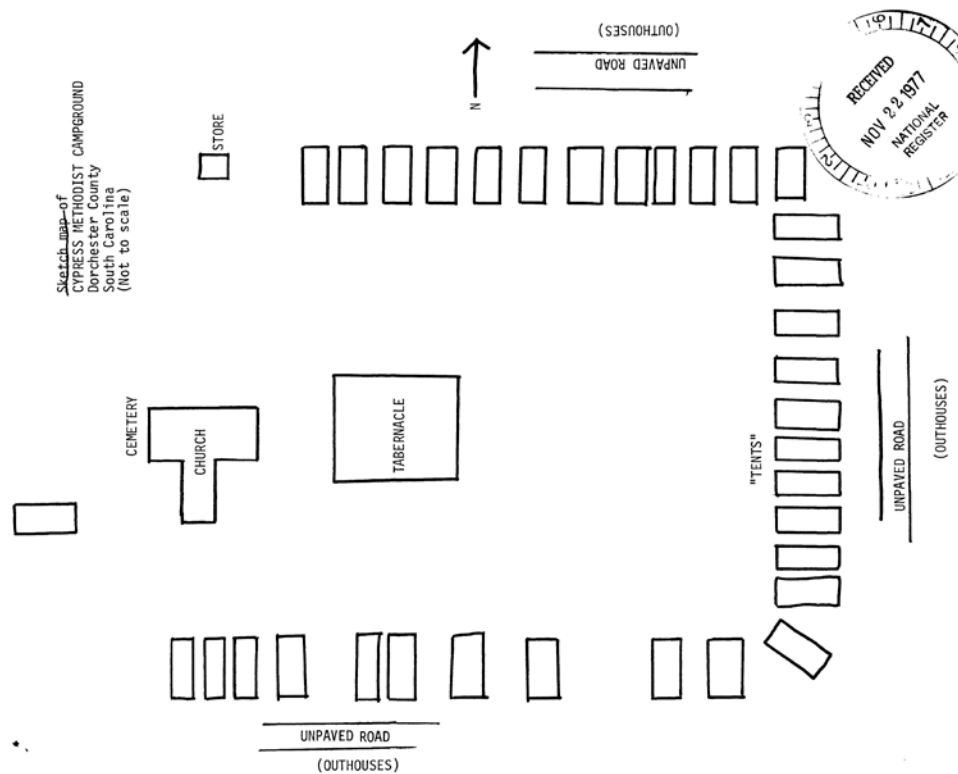 Sketch map of
CYPRESS METHODIST CAMPGROUND
Dorchester County
South Carolina
(Not to scale)
STORE
N
(OUTHOUSES)
UNPAVED ROAD
RECEIVED
NOV 22 1977
NATIONAL
REGISTER
CEMETERY
CHURCH
TABERNACLE
"TENTS"
UNPAVED ROAD
(OUTHOUSES)
UNPAVED ROAD
(OUTHOUSES)